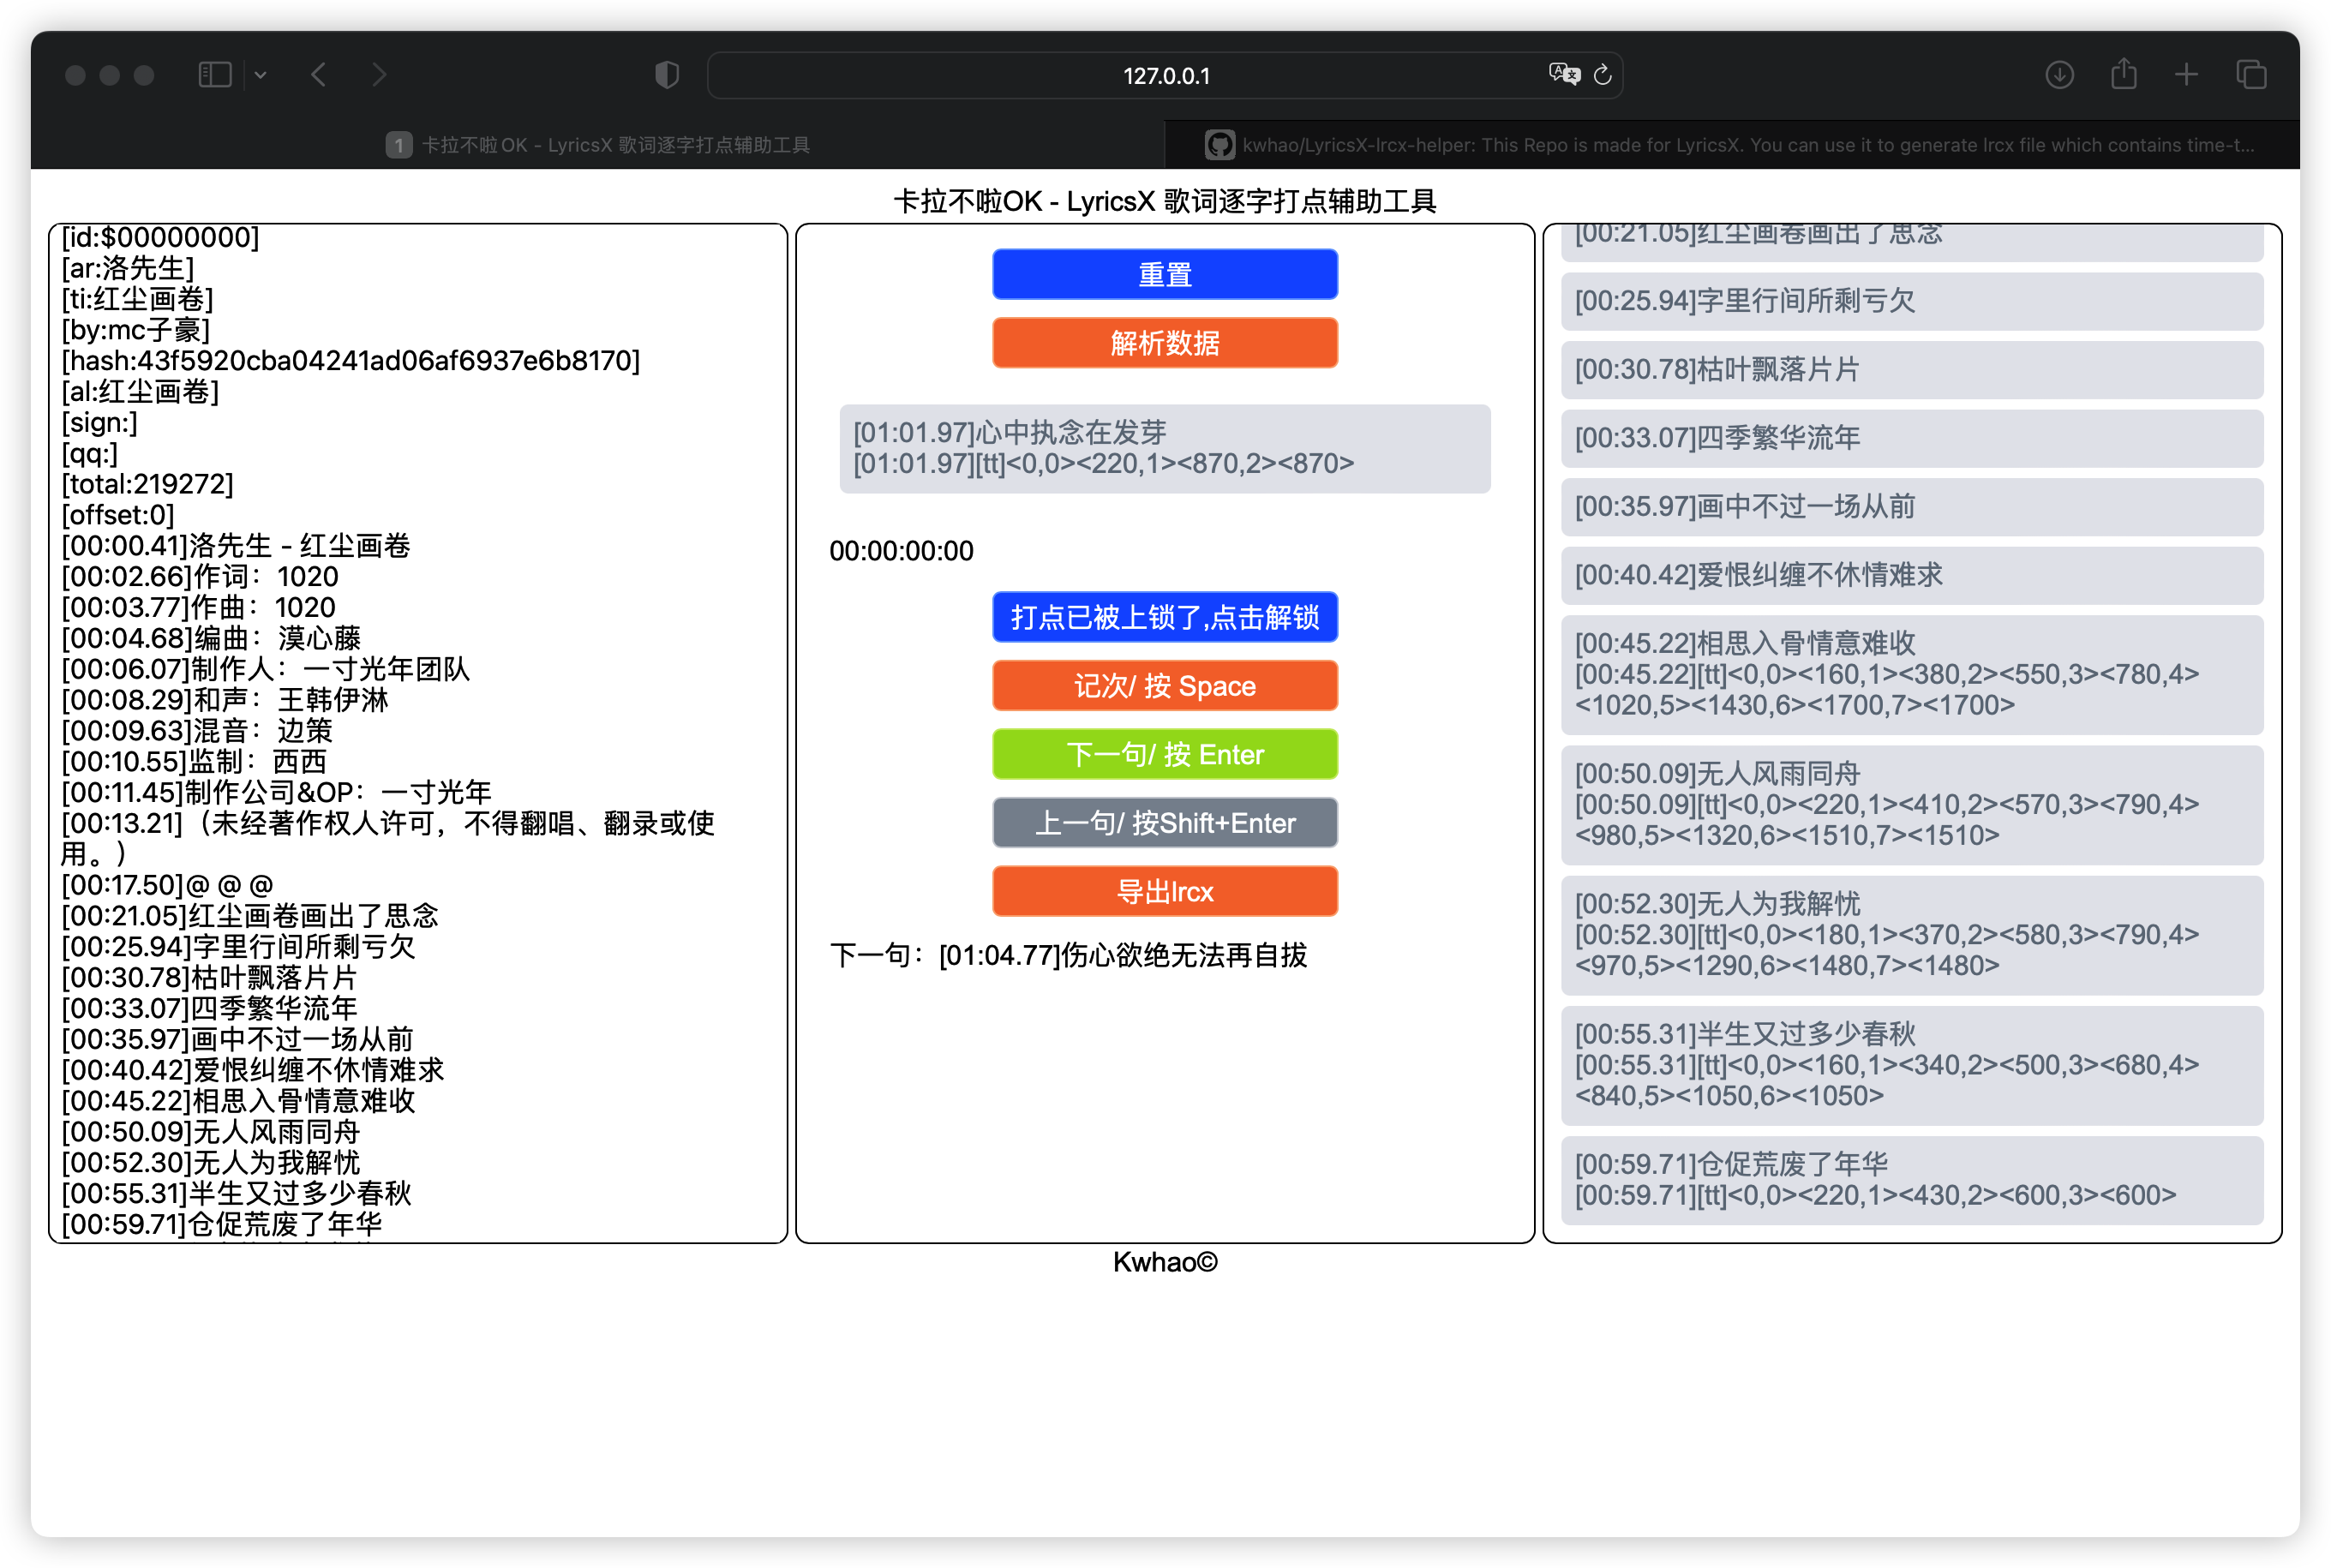 127.0.0.1
1 卡拉不啦OK - LyricsX 歌词逐字打点辅助工具
kwhao/LyricsX-lrcx-helper: This Repo is made for LyricsX. You can use it to generate lrcx file which contains time-t...
卡拉不啦OK - LyricsX 歌词逐字打点辅助工具
[id:$00000000]
[ar:洛先生]
[ti:红尘画卷]
[by:mc子豪]
[hash:43f5920cba04241ad06af6937e6b8170]
[al:红尘画卷]
[sign:]
[qq:]
[total:219272]
[offset:0]
[00:00.41]洛先生 - 红尘画卷
[00:02.66]作词：1020
[00:03.77]作曲：1020
[00:04.68]编曲：漠心藤
[00:06.07]制作人：一寸光年团队
[00:08.29]和声：王韩伊淋
[00:09.63]混音：边策
[00:10.55]监制：西西
[00:11.45]制作公司&OP：一寸光年
[00:13.21]（未经著作权人许可，不得翻唱、翻录或使
用。）
[00:17.50]@ @ @
[00:21.05]红尘画卷画出了思念
[00:25.94]字里行间所剩亏欠
[00:30.78]枯叶飘落片片
[00:33.07]四季繁华流年
[00:35.97]画中不过一场从前
[00:40.42]爱恨纠缠不休情难求
[00:45.22]相思入骨情意难收
[00:50.09]无人风雨同舟
[00:52.30]无人为我解忧
[00:55.31]半生又过多少春秋
[00:59.71]仓促荒废了年华
重置
解析数据
[01:01.97]心中执念在发芽
[01:01.97][tt]<0,0><220,1><870,2><870>
00:00:00:00
打点已被上锁了,点击解锁
记次/ 按 Space
下一句/ 按 Enter
上一句/ 按Shift+Enter
导出lrcx
下一句：[01:04.77]伤心欲绝无法再自拔
[00:21.05]红尘画卷画出了思念
[00:25.94]字里行间所剩亏欠
[00:30.78]枯叶飘落片片
[00:33.07]四季繁华流年
[00:35.97]画中不过一场从前
[00:40.42]爱恨纠缠不休情难求
[00:45.22]相思入骨情意难收
[00:45.22][tt]<0,0><160,1><380,2><550,3><780,4>
<1020,5><1430,6><1700,7><1700>
[00:50.09]无人风雨同舟
[00:50.09][tt]<0,0><220,1><410,2><570,3><790,4>
<980,5><1320,6><1510,7><1510>
[00:52.30]无人为我解忧
[00:52.30][tt]<0,0><180,1><370,2><580,3><790,4>
<970,5><1290,6><1480,7><1480>
[00:55.31]半生又过多少春秋
[00:55.31][tt]<0,0><160,1><340,2><500,3><680,4>
<840,5><1050,6><1050>
[00:59.71]仓促荒废了年华
[00:59.71][tt]<0,0><220,1><430,2><600,3><600>
Kwhao©